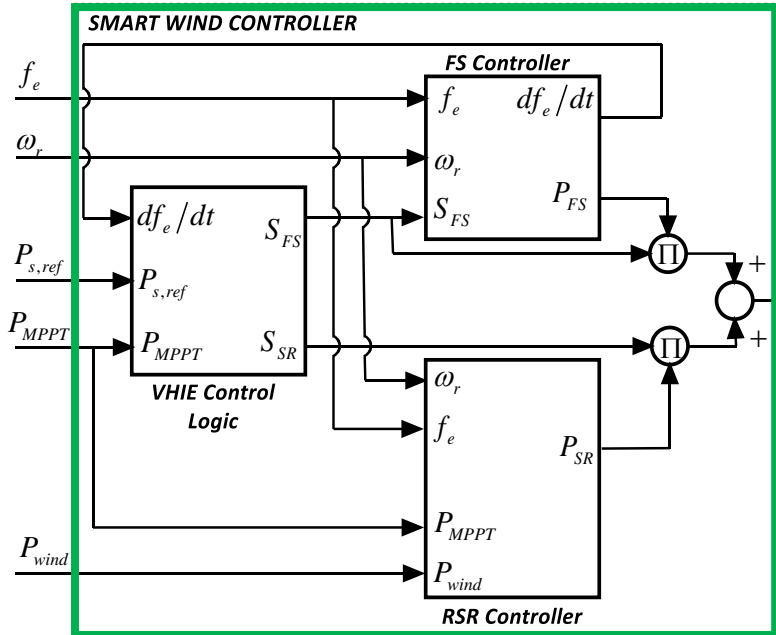 SMART WIND CONTROLLER
FS Controller
f_e
f_e
df_e/dt
ω_r
ω_r
P_FS
S_FS
df_e/dt
S_FS
Π
+
P_s,ref
P_s,ref
P_MPPT
P_MPPT
S_SR
Π
+
VHIE Control
Logic
ω_r
f_e
P_SR
P_MPPT
P_wind
P_wind
RSR Controller